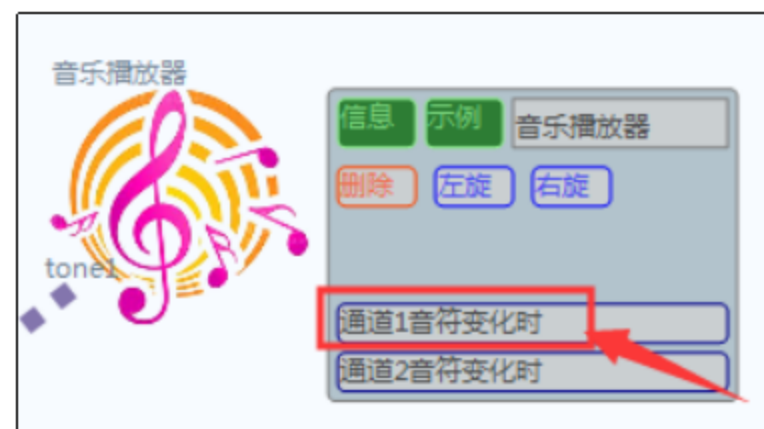 音乐播放器
信息 示例 音乐播放器
删除 左旋 右旋
tone1
通道1音符变化时
通道2音符变化时